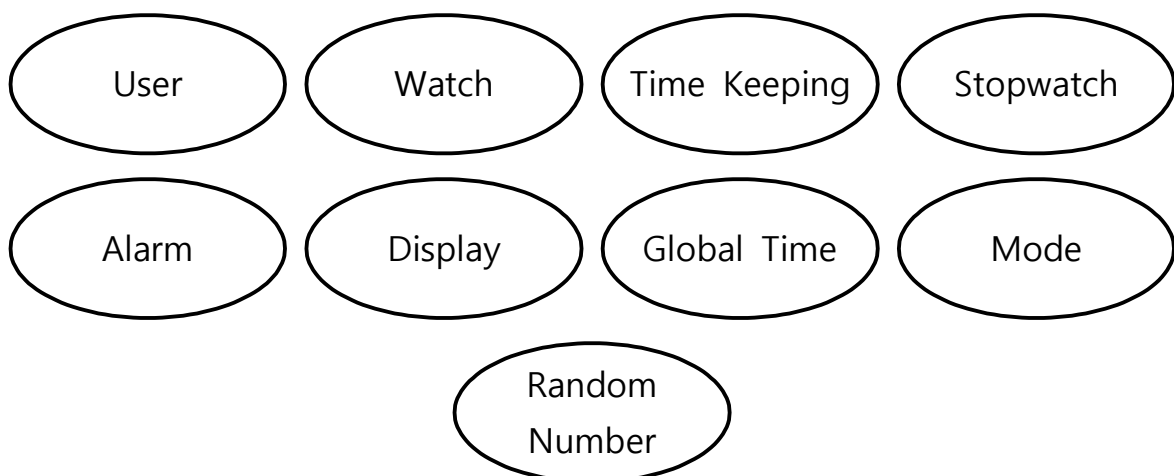 User
Watch
Time Keeping
Stopwatch
Alarm
Display
Global Time
Mode
Random
Number